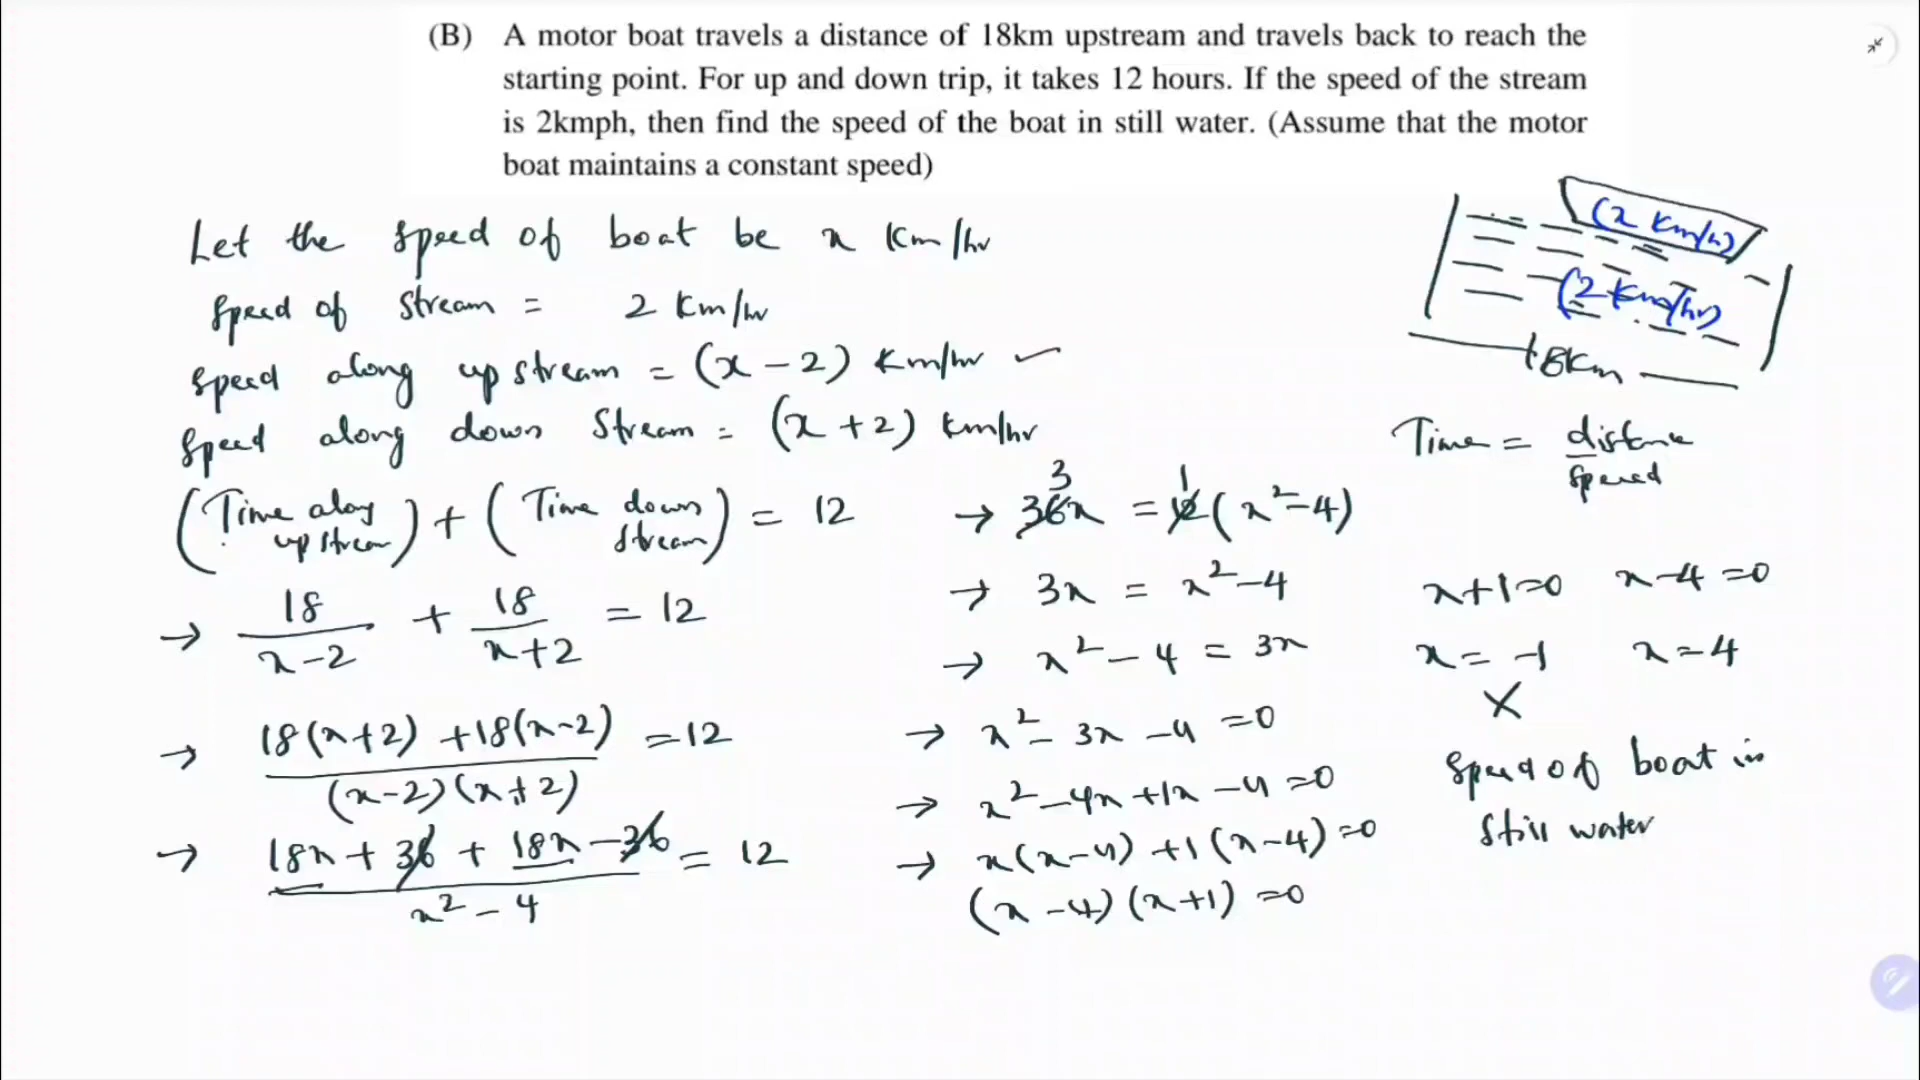 (B) A motor boat travels a distance of 18km upstream and travels back to reach the
starting point. For up and down trip, it takes 12 hours. If the speed of the stream
is 2kmph, then find the speed of the boat in still water. (Assume that the motor
boat maintains a constant speed)
Let the speed of boat be x Km/hr
Speed of stream = 2 Km/hr
Speed along up stream = (x - 2) Km/hr ✓
Speed along down stream = (x + 2) km/hr
(Time along up stream) + (Time down stream) = 12
→ 18/(x-2) + 18/(x+2) = 12
→ (18(x+2) + 18(x-2))/((x-2)(x+2)) = 12
→ (18x + 36 + 18x - 36)/(x² - 4) = 12
3 1
→ 36x = 12(x² - 4)
→ 3x = x² - 4
→ x² - 4 = 3x
→ x² - 3x - 4 = 0
→ x² - 4x + 1x - 4 = 0
→ x(x-4) + 1(x-4) = 0
(x - 4)(x+1) = 0
(2 Km/h)
(2 Km/hr)
18Km
Time = distance/speed
x+1=0 x-4=0
x = -1 x = 4
X
Speed of boat in
Still water